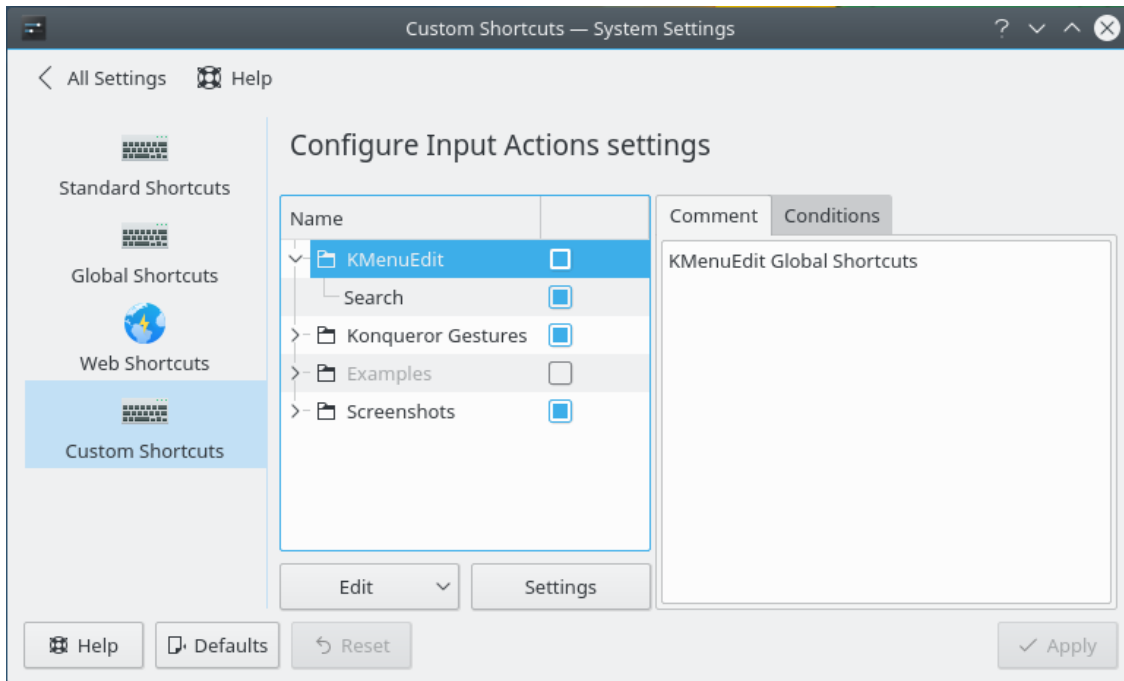 Custom Shortcuts — System Settings
All Settings
Help
Standard Shortcuts
Global Shortcuts
Web Shortcuts
Custom Shortcuts
Configure Input Actions settings
Name
KMenuEdit
Search
Konqueror Gestures
Examples
Screenshots
Edit
Settings
Comment
Conditions
KMenuEdit Global Shortcuts
Help
Defaults
Reset
Apply